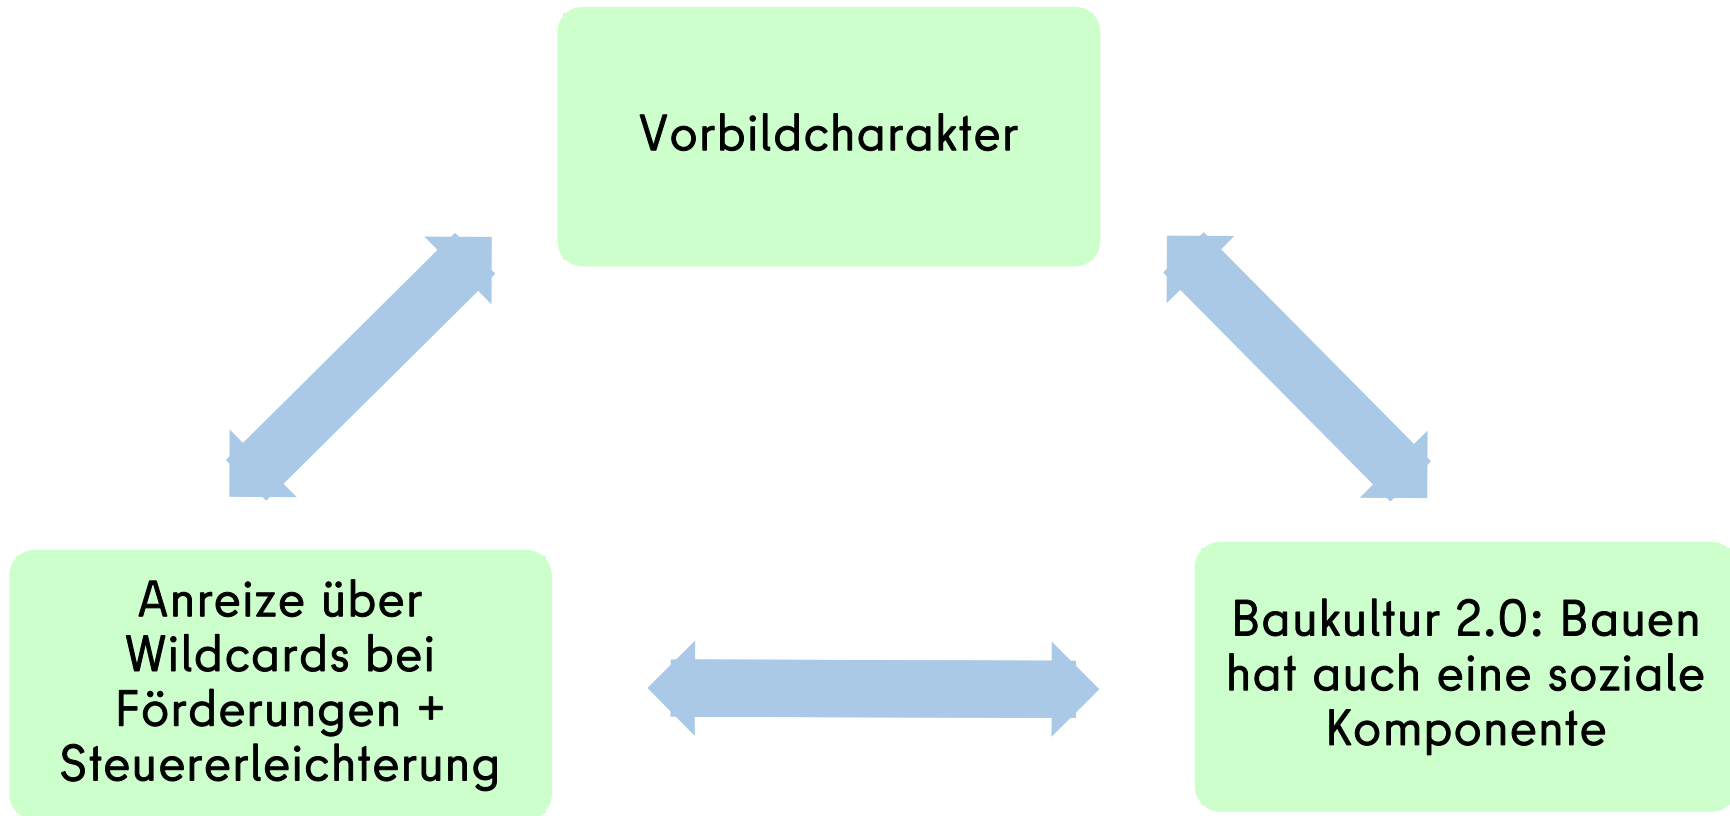 Vorbildcharakter
Anreize über
Wildcards bei
Förderungen +
Steuererleichterung
Baukultur 2.0: Bauen
hat auch eine soziale
Komponente